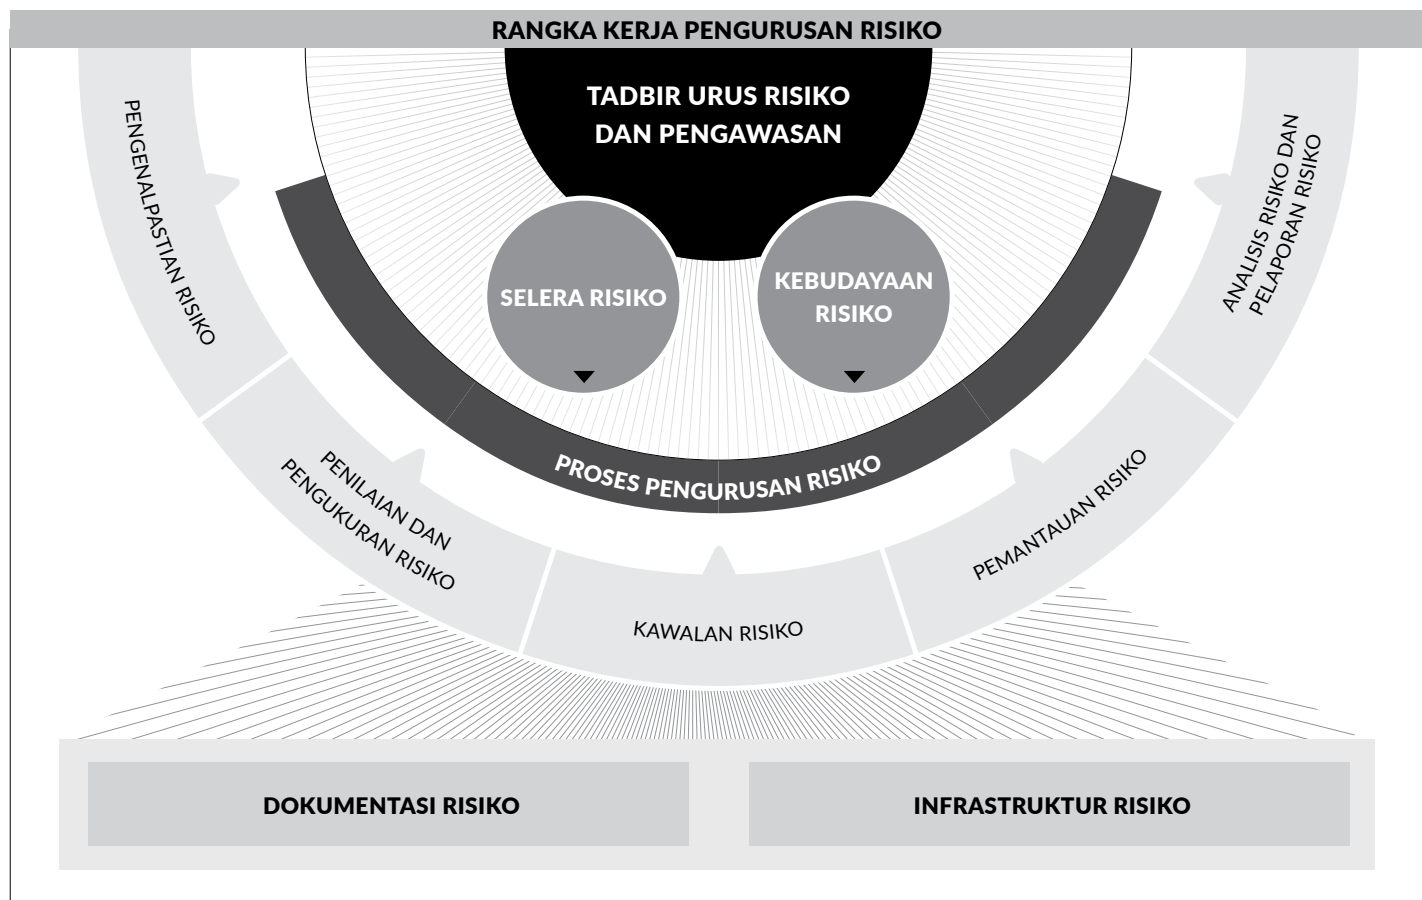 RANGKA KERJA PENGURUSAN RISIKO
TADBIR URUS RISIKO
DAN PENGAWASAN
SELERA RISIKO
KEBUDAYAAN
RISIKO
PROSES PENGURUSAN RISIKO
PENGENALPASTIAN RISIKO
PENILAIAN DAN
PENGUKURAN RISIKO
KAWALAN RISIKO
PEMANTAUAN RISIKO
ANALISIS RISIKO DAN
PELAPORAN RISIKO
DOKUMENTASI RISIKO
INFRASTRUKTUR RISIKO